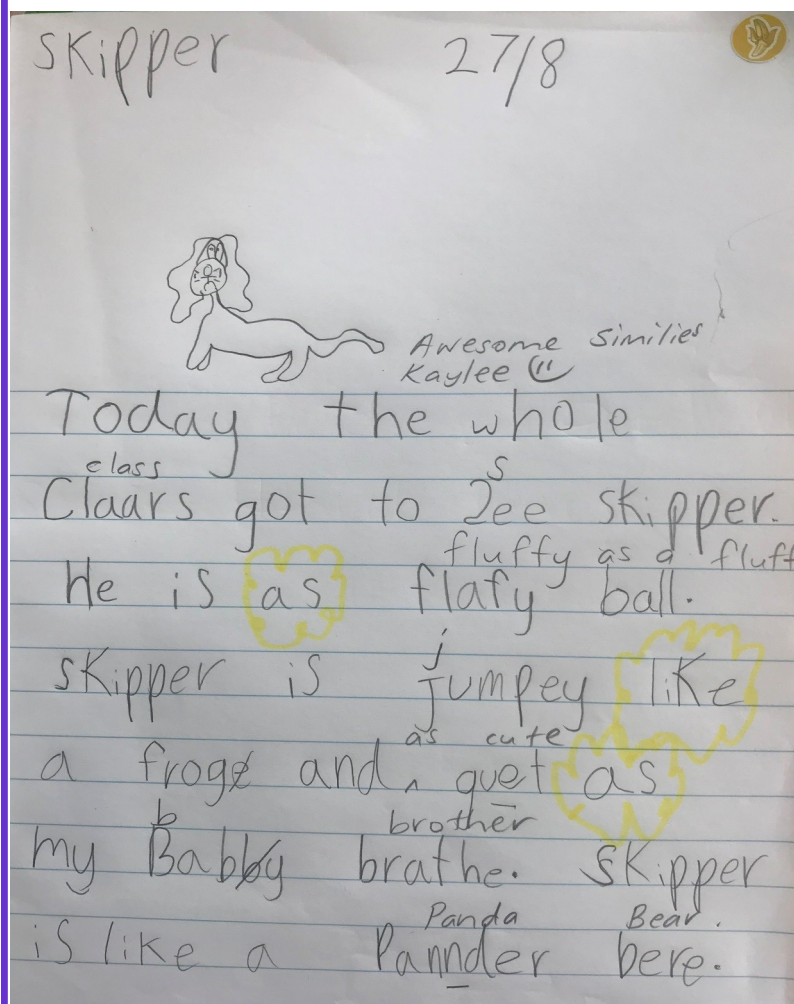 Skipper 27/8
Awesome Similies
Kaylee
Today the whole
class
Claars got to See skipper.
fluffy as a fluff
He is as flafy ball.
j
skipper is jumpey like
as cute
a froge and ^ quet as
b brother
my Babby brathe. Skipper
Panda Bear.
is like a Pannder bere.